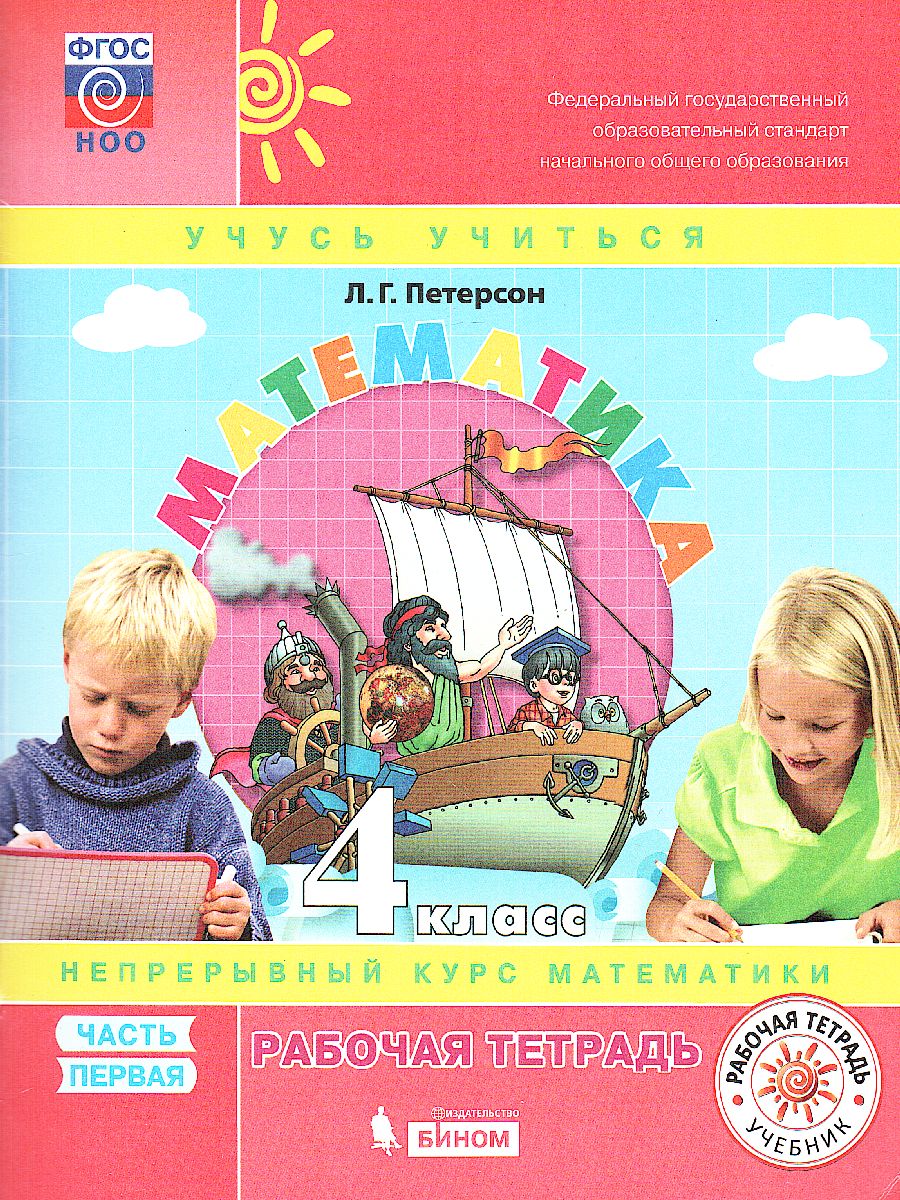 ФГОС
НОО
Федеральный государственный
образовательный стандарт
начального общего образования
УЧУСЬ УЧИТЬСЯ
Л. Г. Петерсон
МАТЕМАТИКА
4 класс
НЕПРЕРЫВНЫЙ КУРС МАТЕМАТИКИ
ЧАСТЬ
ПЕРВАЯ
РАБОЧАЯ ТЕТРАДЬ
ИЗДАТЕЛЬСТВО
БИНОМ
РАБОЧАЯ ТЕТРАДЬ
УЧЕБНИК